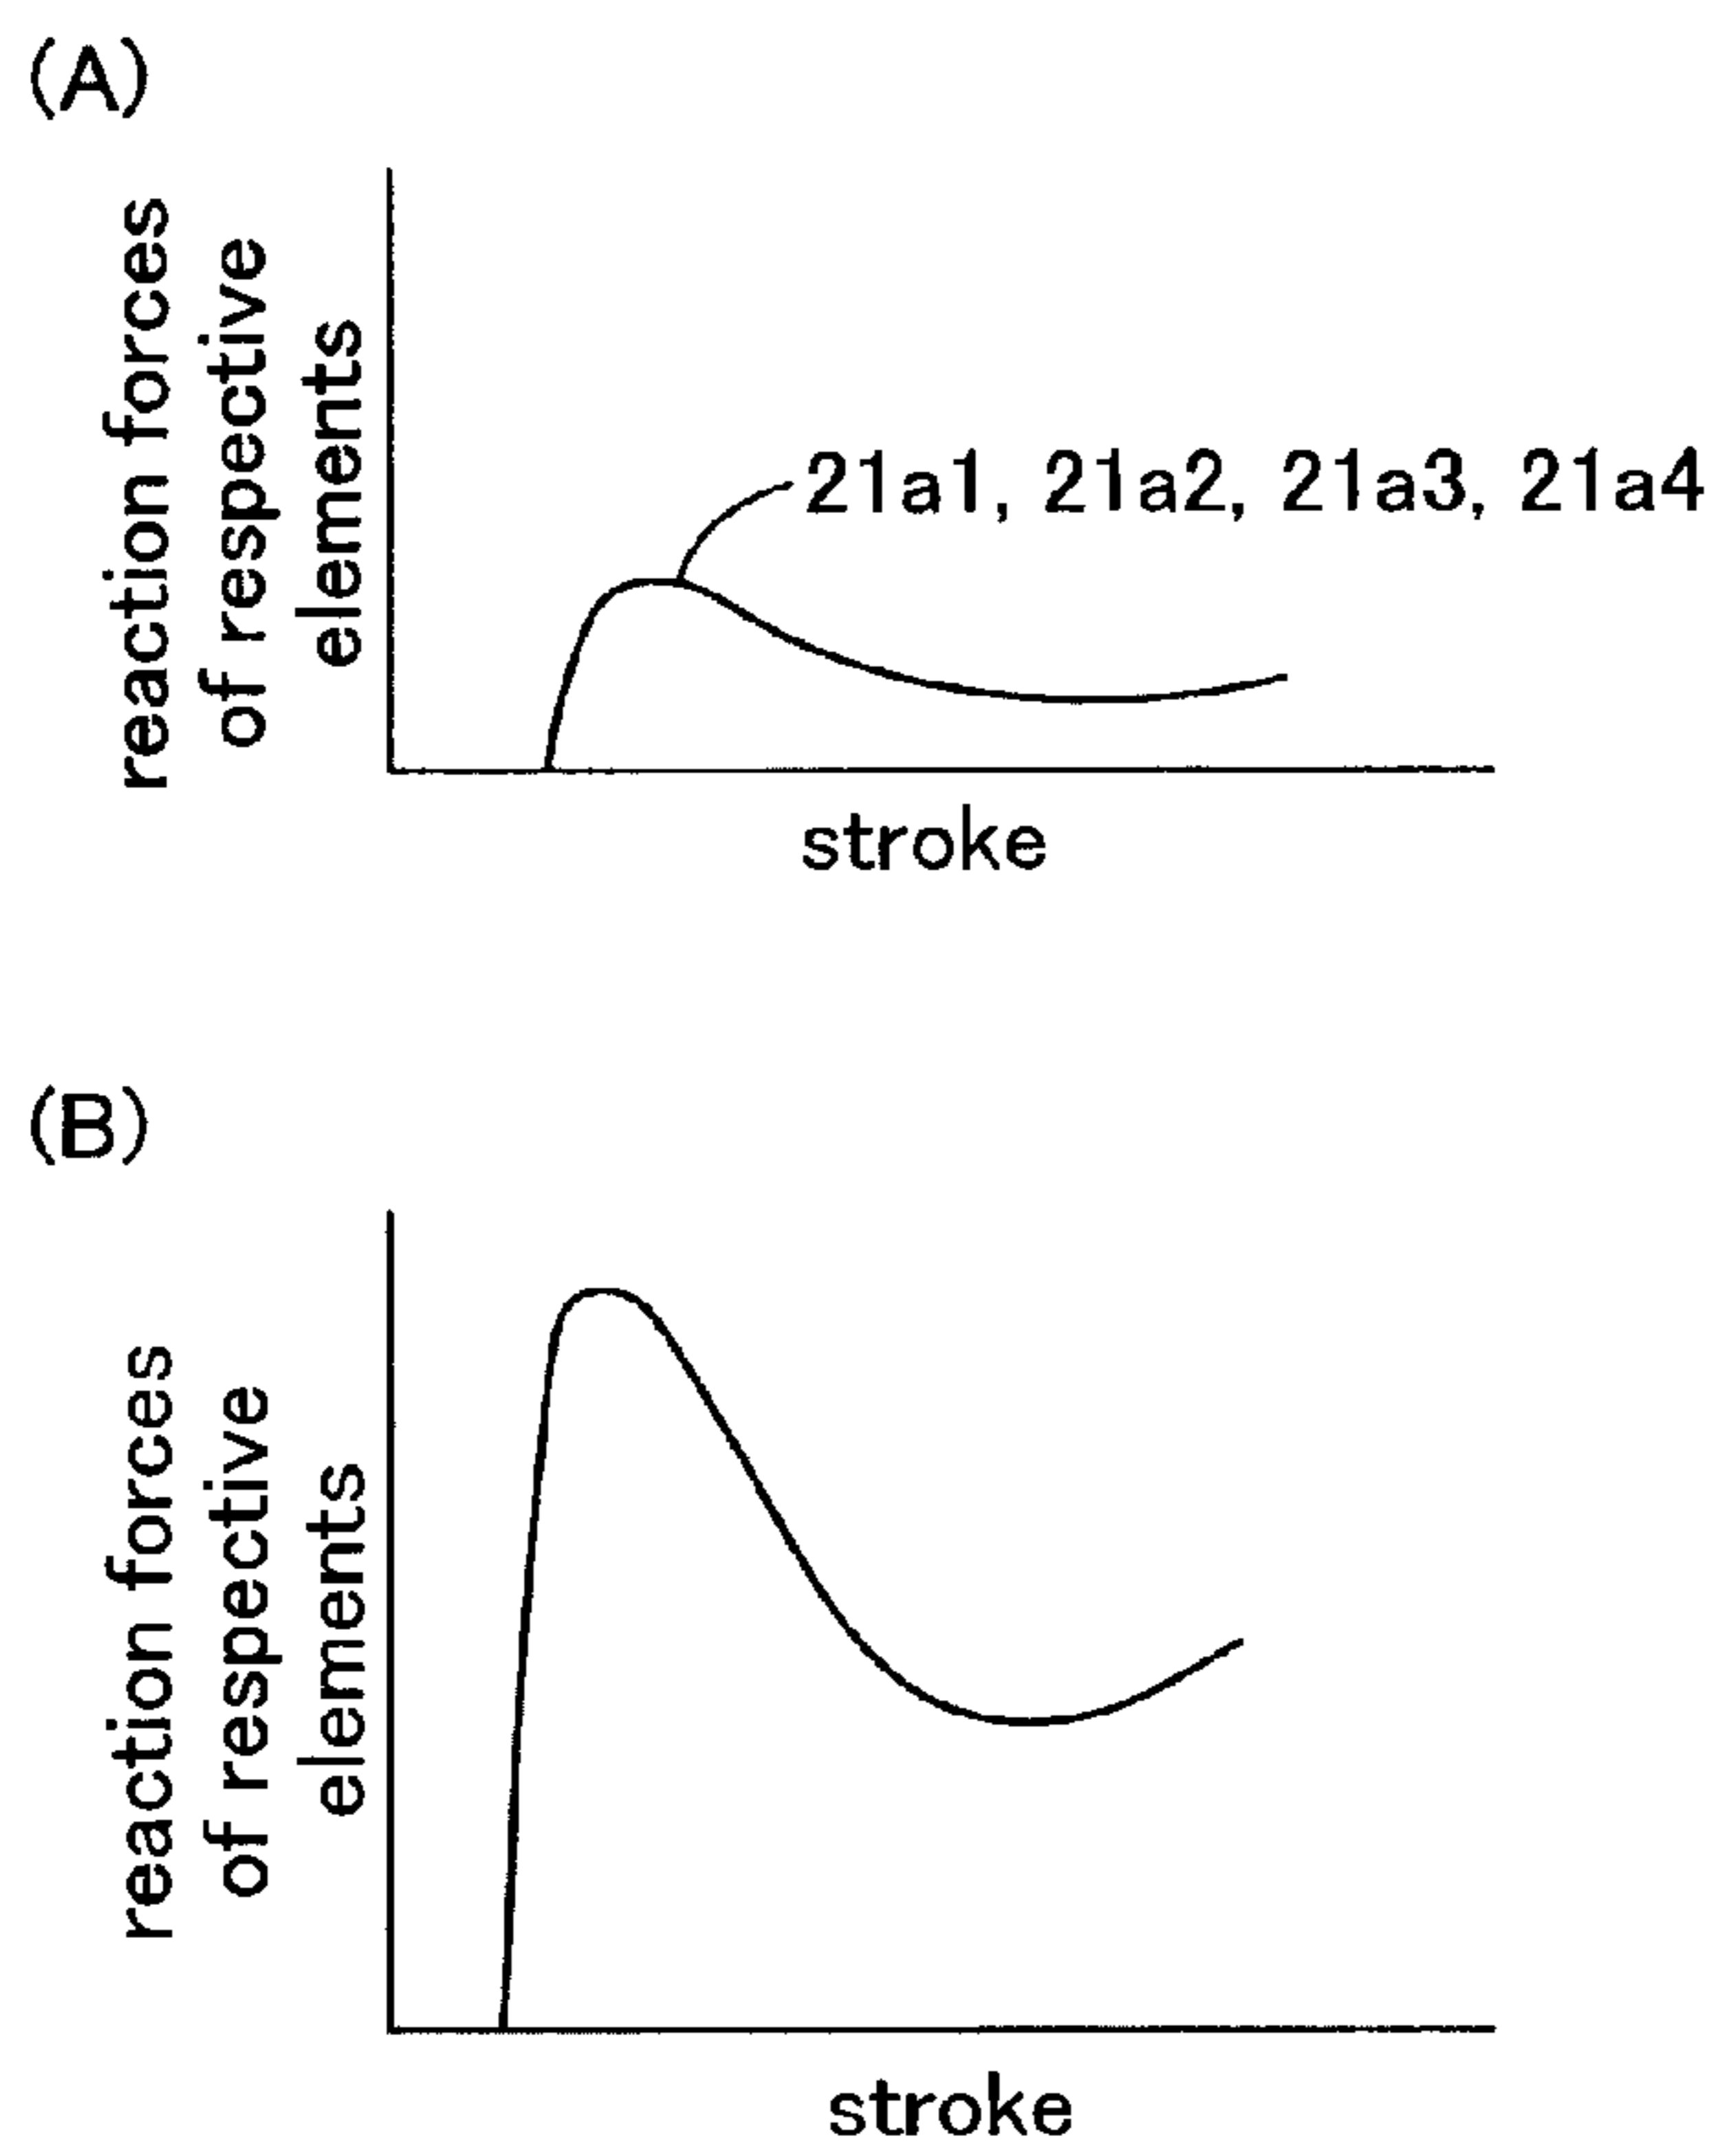 (A)
reaction forces
of respective
elements
21a1, 21a2, 21a3, 21a4
stroke
(B)
reaction forces
of respective
elements
stroke